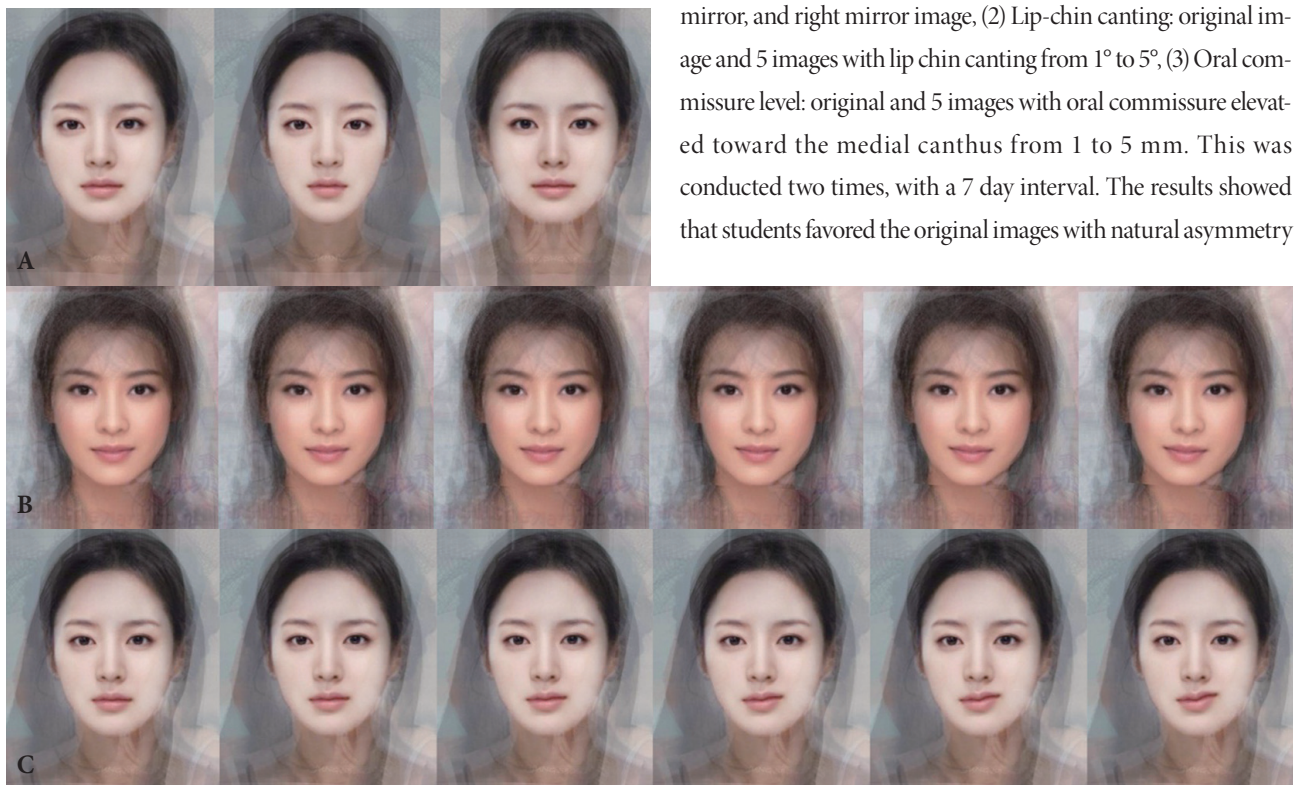 mirror, and right mirror image, (2) Lip-chin canting: original im-
age and 5 images with lip chin canting from 1° to 5°, (3) Oral com-
missure level: original and 5 images with oral commissure elevat-
ed toward the medial canthus from 1 to 5 mm. This was
conducted two times, with a 7 day interval. The results showed
that students favored the original images with natural asymmetry
A
B
C